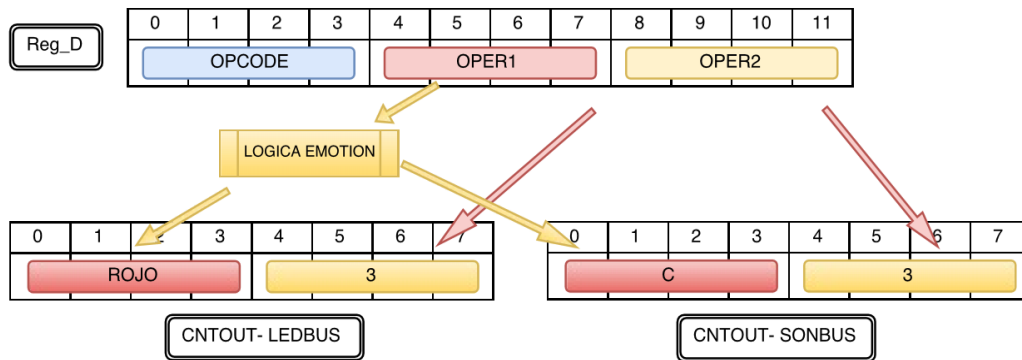 0 1 2 3 4 5 6 7 8 9 10 11
Reg_D
OPCODE OPER1 OPER2
LOGICA EMOTION
0 1 2 3 4 5 6 7
0 1 2 3 4 5 6 7
ROJO 3
C 3
CNTOUT- LEDBUS
CNTOUT- SONBUS